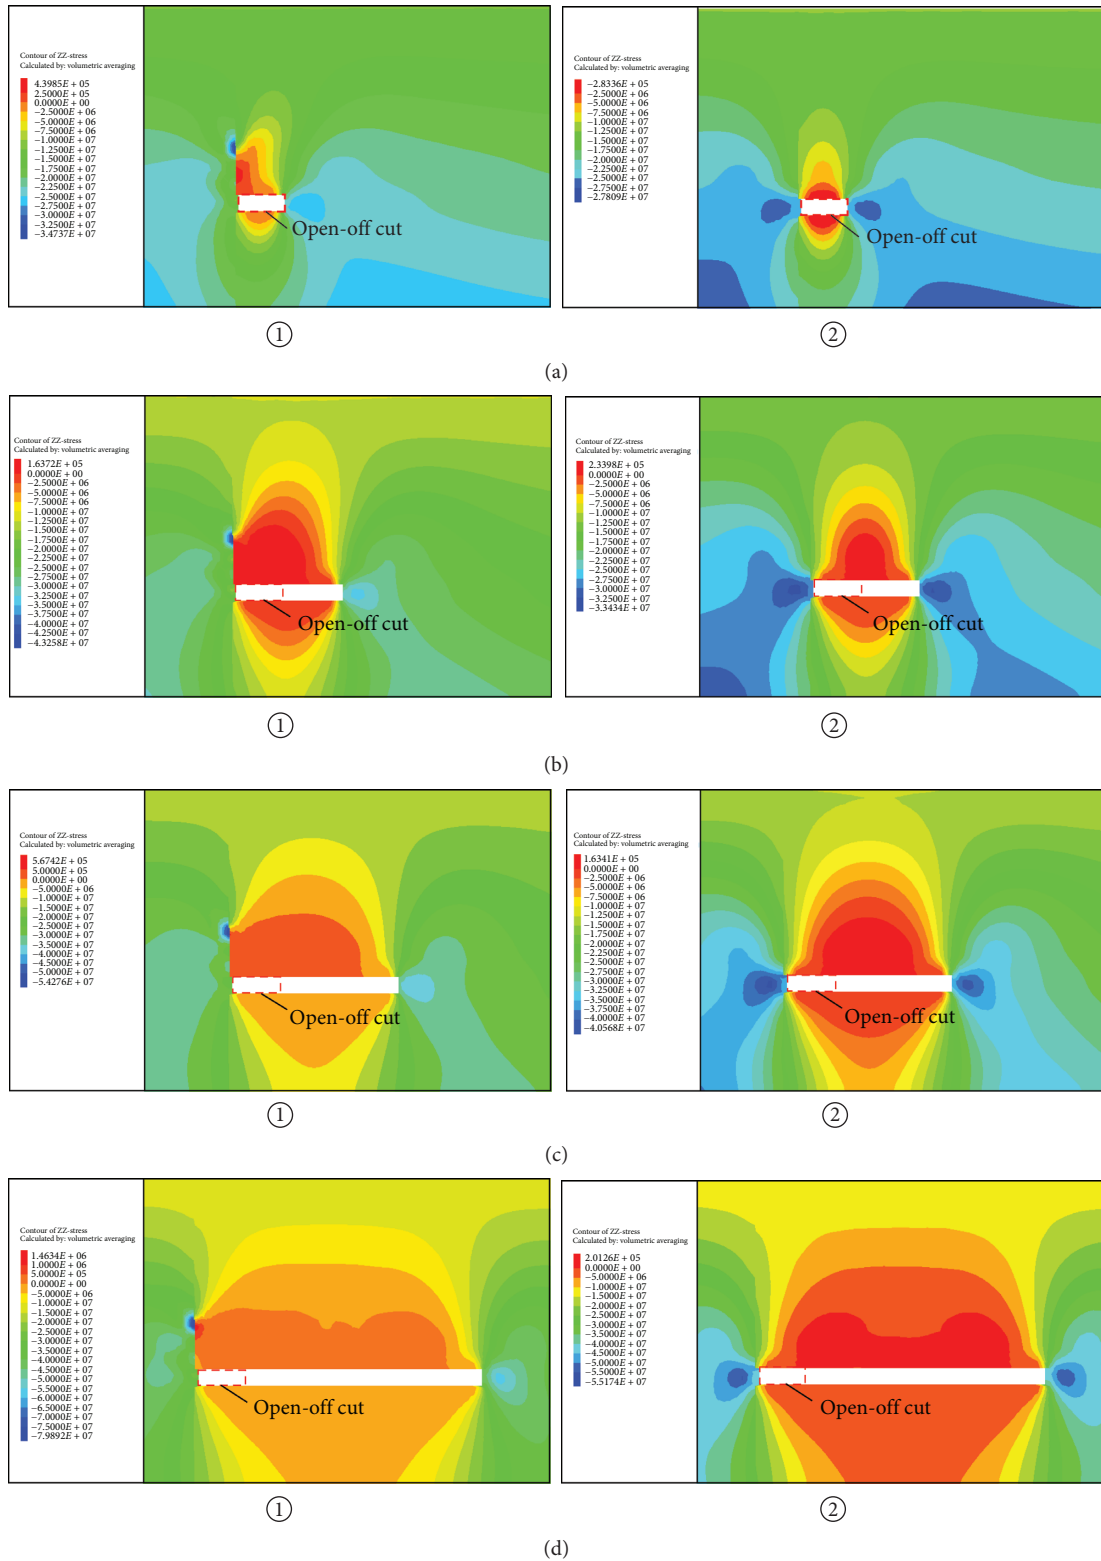 Contour of ZZ-stress
Calculated by: volumetric averaging
4.3985E + 05
2.5000E + 05
0.0000E + 00
−2.5000E + 06
−5.0000E + 06
−7.5000E + 06
−1.0000E + 07
−1.2500E + 07
−1.5000E + 07
−1.7500E + 07
−2.0000E + 07
−2.2500E + 07
−2.5000E + 07
−2.7500E + 07
−3.0000E + 07
−3.2500E + 07
−3.4737E + 07
Open-off cut
①
Contour of ZZ-stress
Calculated by: volumetric averaging
−2.8336E + 04
−2.5000E + 06
−5.0000E + 06
−7.5000E + 06
−1.0000E + 07
−1.2500E + 07
−1.5000E + 07
−1.7500E + 07
−2.0000E + 07
−2.2500E + 07
−2.5000E + 07
−2.7500E + 07
−2.7809E + 07
Open-off cut
②
(a)
Contour of ZZ-stress
Calculated by: volumetric averaging
1.6372E + 05
0.0000E + 00
−2.5000E + 06
−5.0000E + 06
−7.5000E + 06
−1.0000E + 07
−1.2500E + 07
−1.5000E + 07
−1.7500E + 07
−2.0000E + 07
−2.2500E + 07
−2.5000E + 07
−2.7500E + 07
−3.0000E + 07
−3.2500E + 07
−3.5000E + 07
−3.7500E + 07
−4.0000E + 07
−4.2500E + 07
−4.3258E + 07
Open-off cut
①
Contour of ZZ-stress
Calculated by: volumetric averaging
2.3398E + 05
0.0000E + 00
−2.5000E + 06
−5.0000E + 06
−7.5000E + 06
−1.0000E + 07
−1.2500E + 07
−1.5000E + 07
−1.7500E + 07
−2.0000E + 07
−2.2500E + 07
−2.5000E + 07
−2.7500E + 07
−3.0000E + 07
−3.2500E + 07
−3.3434E + 07
Open-off cut
②
(b)
Contour of ZZ-stress
Calculated by: volumetric averaging
5.6742E + 05
5.0000E + 05
0.0000E + 00
−5.0000E + 06
−1.0000E + 07
−1.5000E + 07
−2.0000E + 07
−2.5000E + 07
−3.0000E + 07
−3.5000E + 07
−4.0000E + 07
−4.5000E + 07
−5.0000E + 07
−5.4276E + 07
Open-off cut
①
Contour of ZZ-stress
Calculated by: volumetric averaging
1.6341E + 05
0.0000E + 00
−2.5000E + 06
−5.0000E + 06
−7.5000E + 06
−1.0000E + 07
−1.2500E + 07
−1.5000E + 07
−1.7500E + 07
−2.0000E + 07
−2.2500E + 07
−2.5000E + 07
−2.7500E + 07
−3.0000E + 07
−3.2500E + 07
−3.5000E + 07
−3.7500E + 07
−4.0000E + 07
−4.0568E + 07
Open-off cut
②
(c)
Contour of ZZ-stress
Calculated by: volumetric averaging
1.4634E + 06
1.0000E + 06
5.0000E + 05
0.0000E + 00
−5.0000E + 06
−1.0000E + 07
−1.5000E + 07
−2.0000E + 07
−2.5000E + 07
−3.0000E + 07
−3.5000E + 07
−4.0000E + 07
−4.5000E + 07
−5.0000E + 07
−5.5000E + 07
−6.0000E + 07
−6.5000E + 07
−7.0000E + 07
−7.5000E + 07
−7.9892E + 07
Open-off cut
①
Contour of ZZ-stress
Calculated by: volumetric averaging
2.0126E + 05
0.0000E + 00
−5.0000E + 06
−1.0000E + 07
−1.5000E + 07
−2.0000E + 07
−2.5000E + 07
−3.0000E + 07
−3.5000E + 07
−4.0000E + 07
−4.5000E + 07
−5.0000E + 07
−5.5000E + 07
−5.5174E + 07
Open-off cut
②
(d)